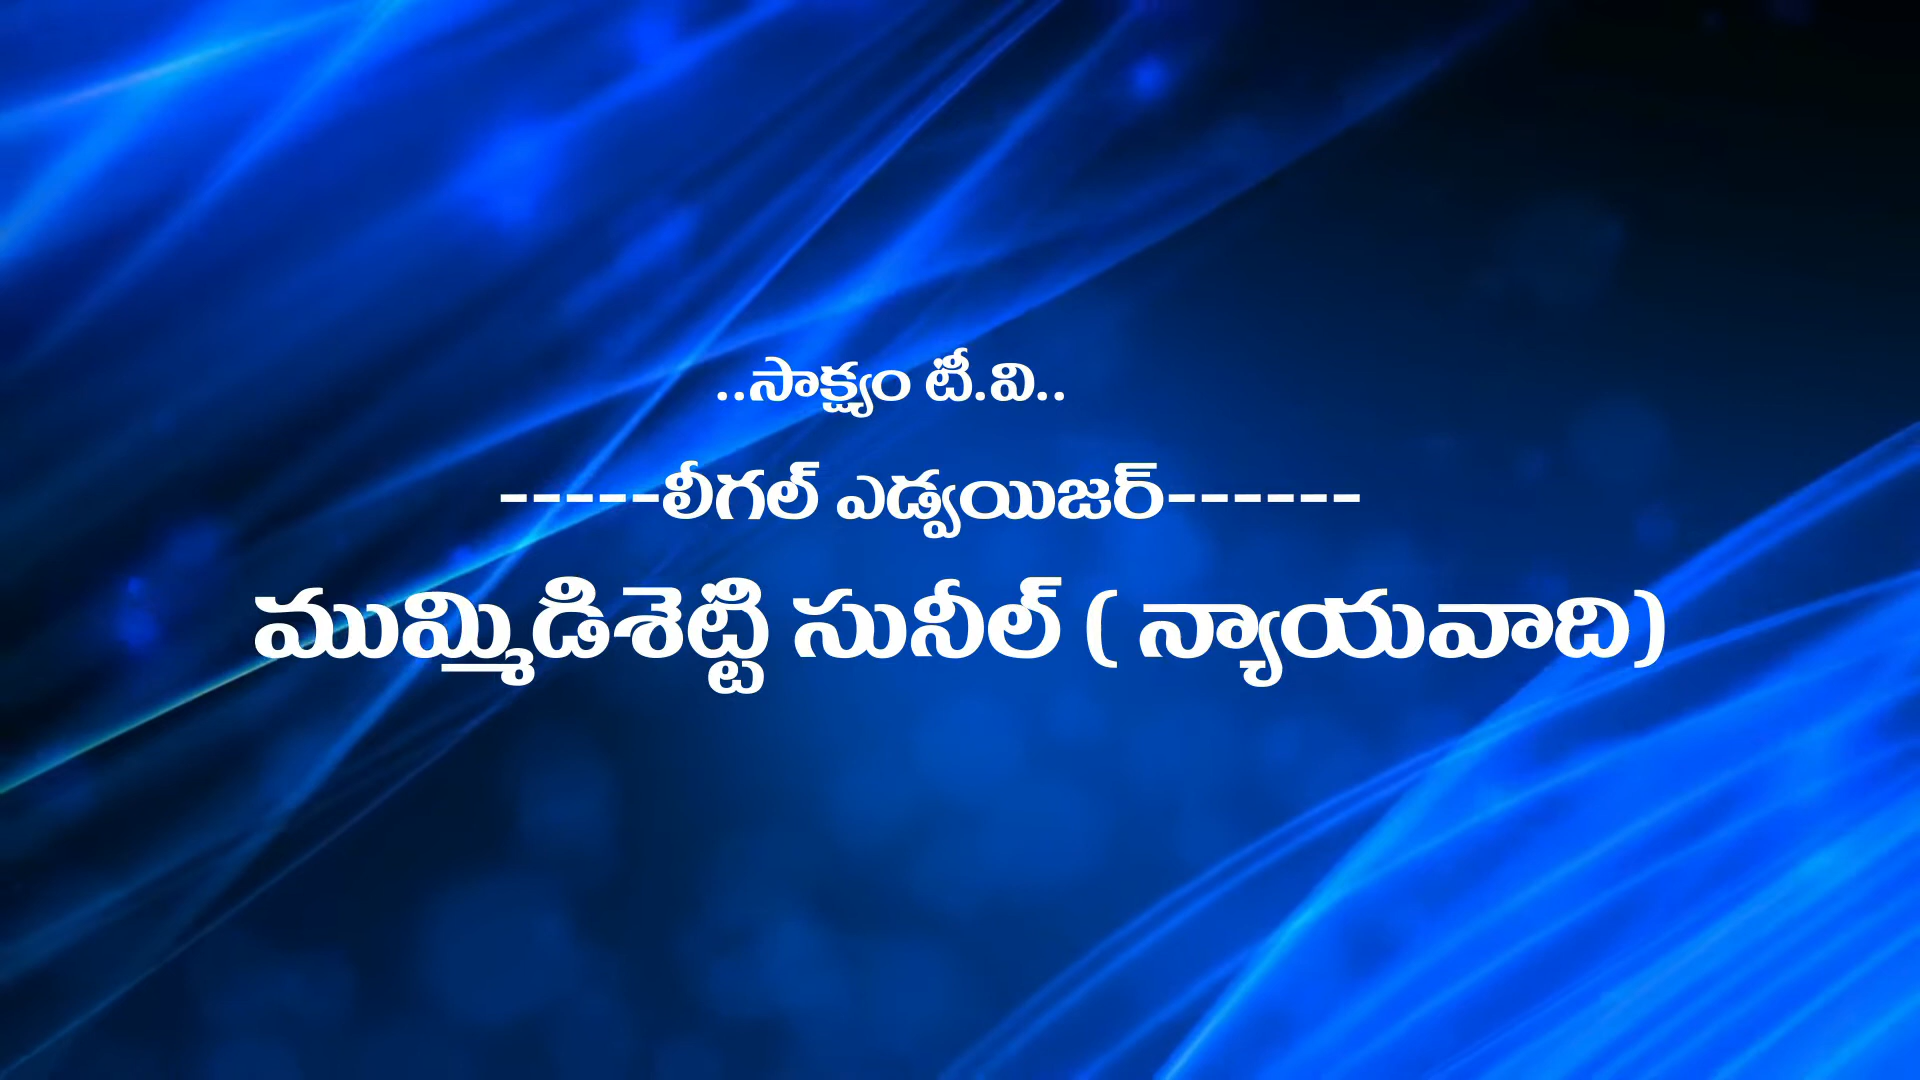 ..సాక్ష్యం టీ.వి..
-----లీగల్ ఎడ్వయిజర్------
ముమ్మిడిశెట్టి సునీల్ ( న్యాయవాది)